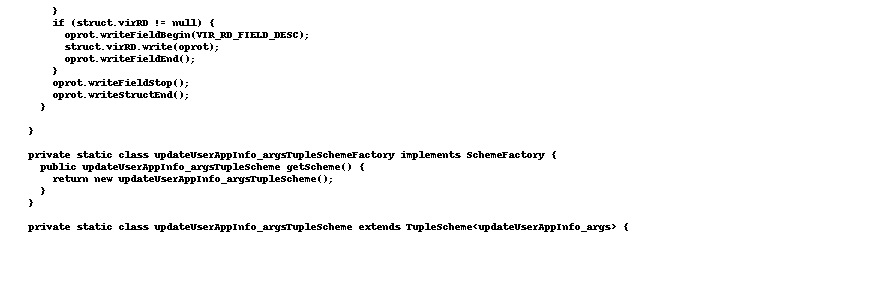 }
if (struct.virRD != null) {
oprot.writeFieldBegin(VIR_RD_FIELD_DESC);
struct.virRD.write(oprot);
oprot.writeFieldEnd();
}
oprot.writeFieldStop();
oprot.writeStructEnd();
}
}
private static class updateUserAppInfo_argsTupleSchemeFactory implements SchemeFactory {
public updateUserAppInfo_argsTupleScheme getScheme() {
return new updateUserAppInfo_argsTupleScheme();
}
}
private static class updateUserAppInfo_argsTupleScheme extends TupleScheme<updateUserAppInfo_args> {